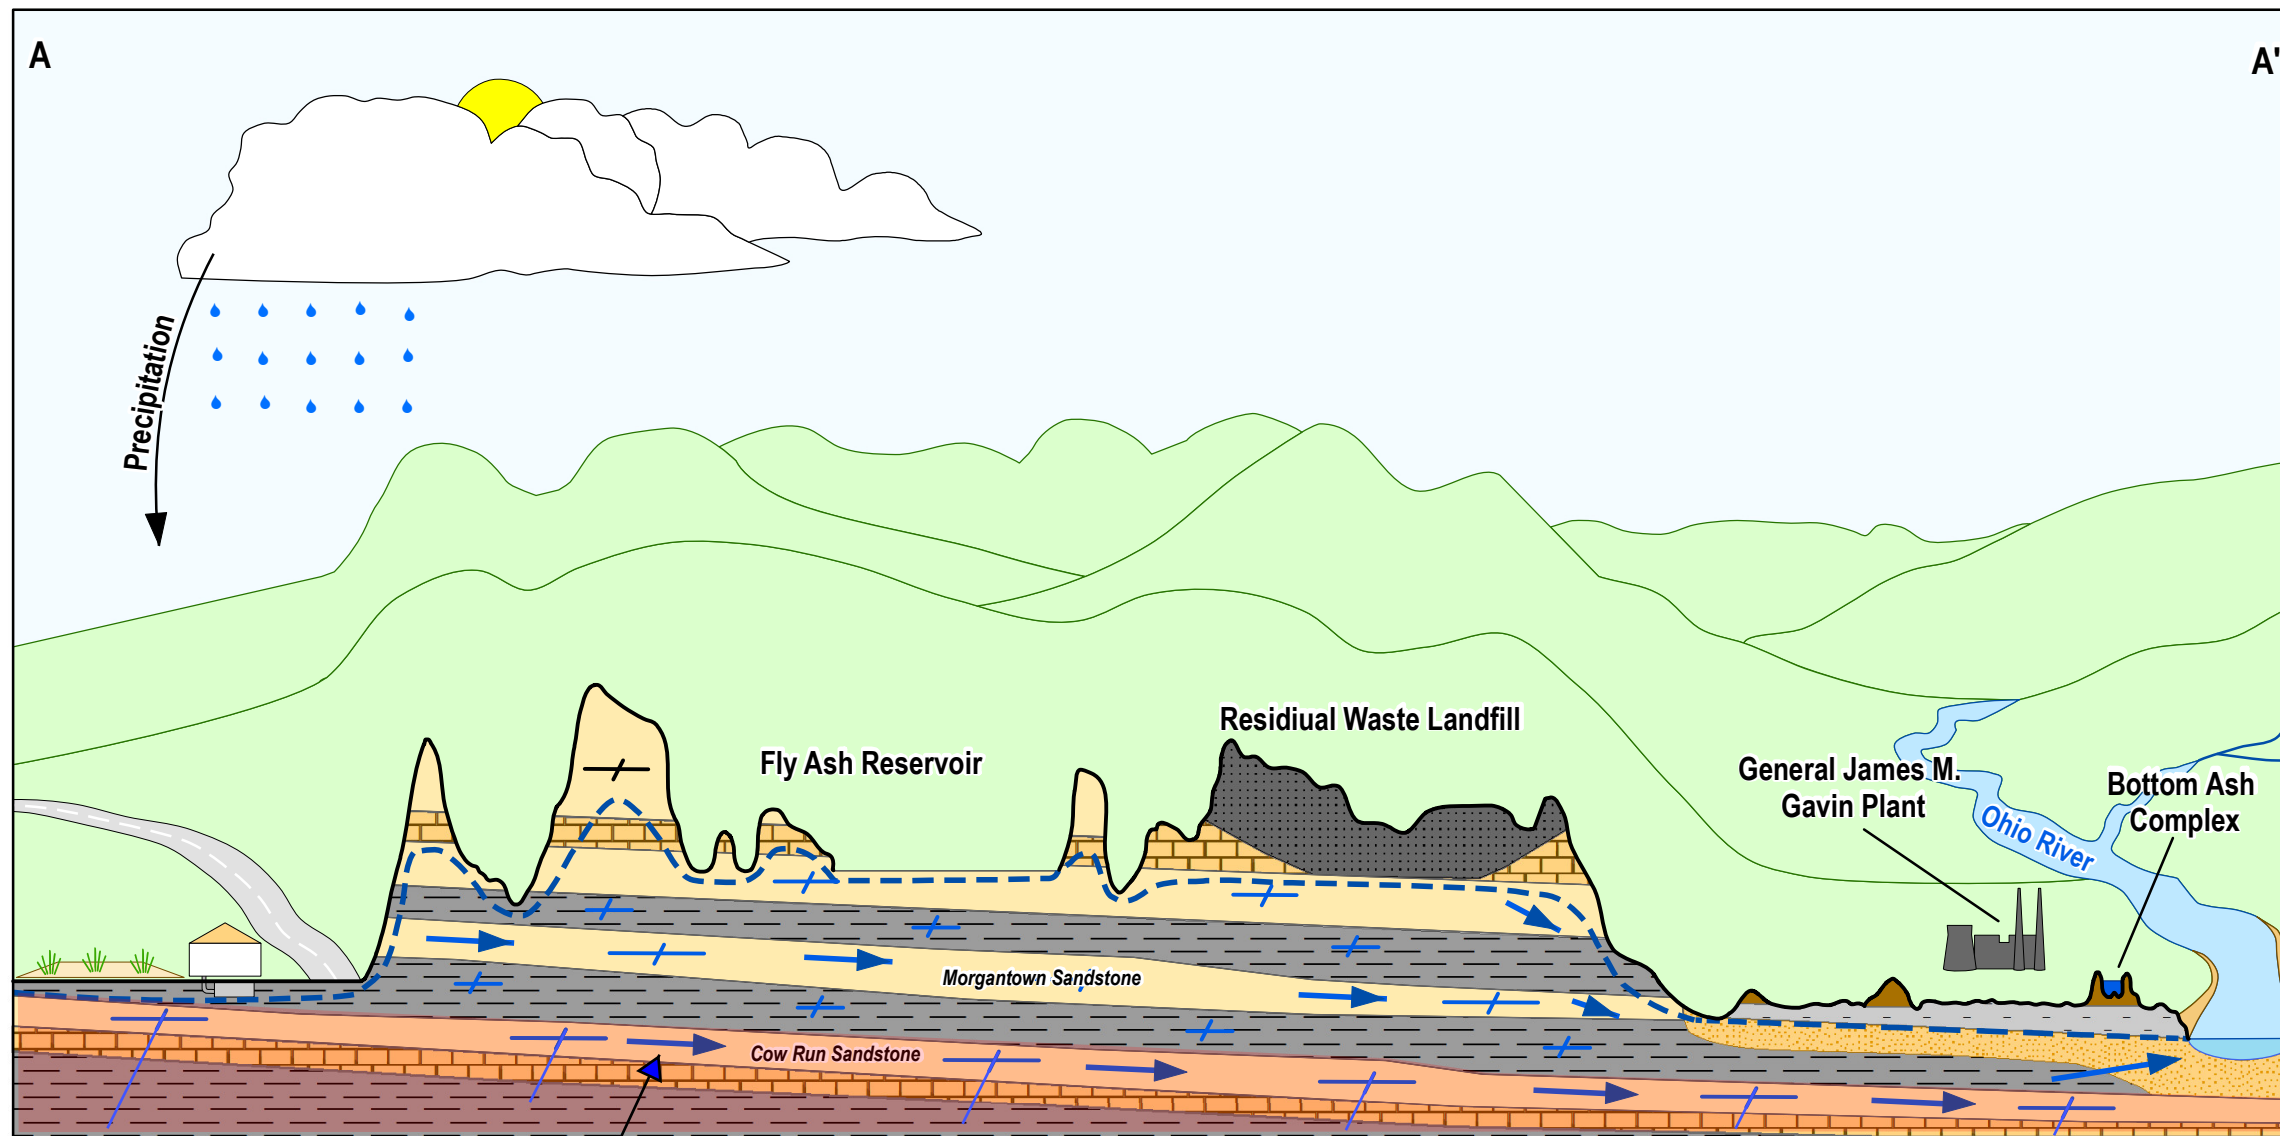 A
A'
Precipitation
Residiual Waste Landfill
Fly Ash Reservoir
General James M.
Gavin Plant
Bottom Ash
Complex
Ohio River
Morgantown Sandstone
Cow Run Sandstone